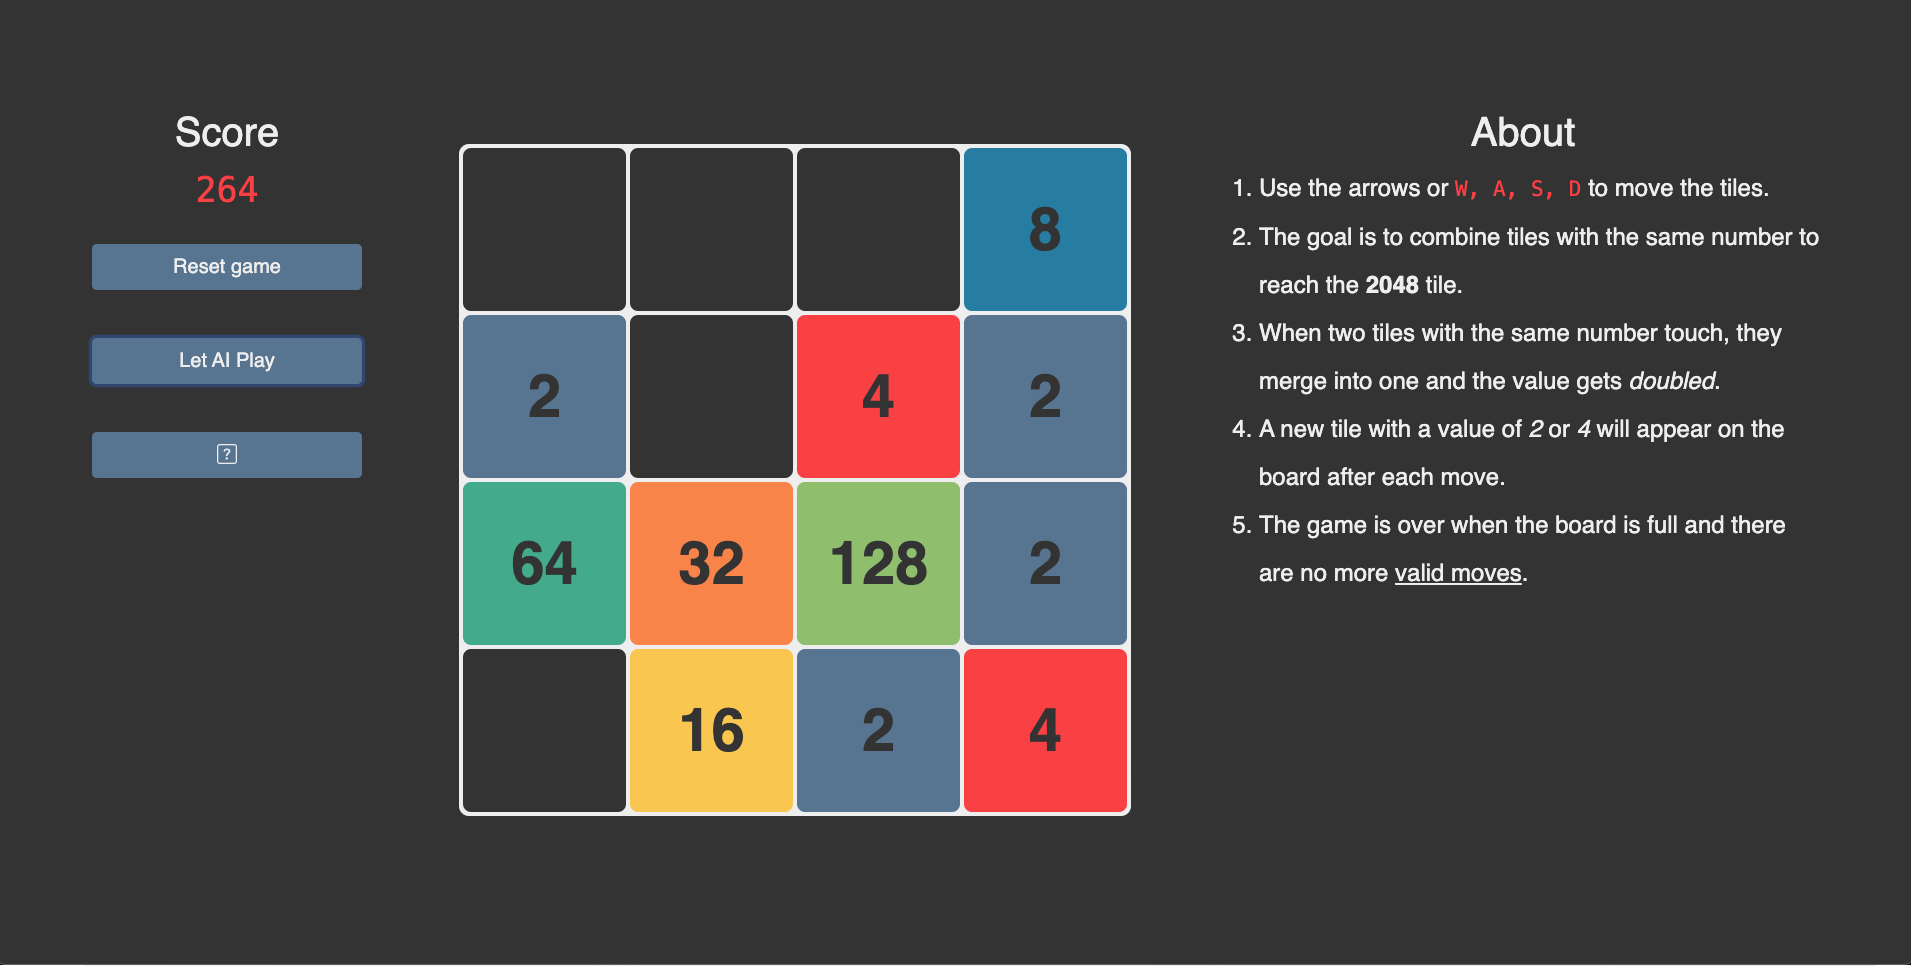 Score
264
Reset game
Let AI Play
?
8
2 4 2
64 32 128 2
16 2 4
About
1. Use the arrows or W, A, S, D to move the tiles.
2. The goal is to combine tiles with the same number to
reach the 2048 tile.
3. When two tiles with the same number touch, they
merge into one and the value gets doubled.
4. A new tile with a value of 2 or 4 will appear on the
board after each move.
5. The game is over when the board is full and there
are no more valid moves.